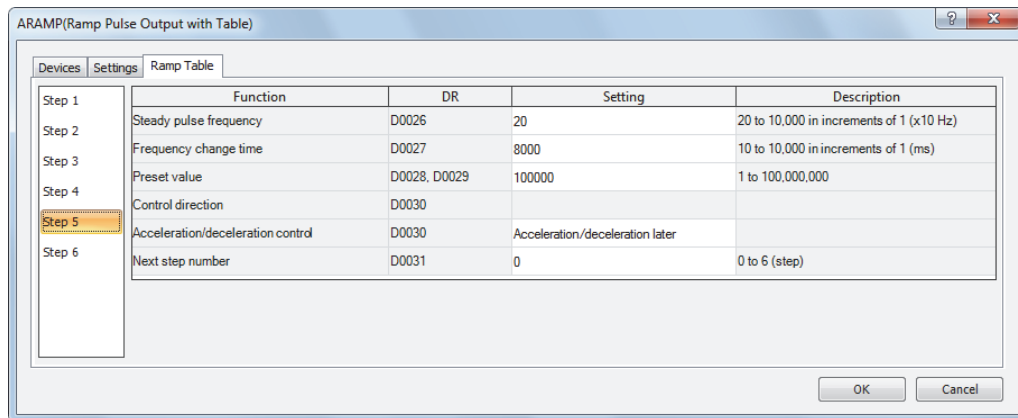 ARAMP(Ramp Pulse Output with Table)
?
X
Devices Settings Ramp Table
Step 1
Step 2
Step 3
Step 4
Step 5
Step 6
Function DR Setting Description
Steady pulse frequency D0026 20 20 to 10,000 in increments of 1 (x10 Hz)
Frequency change time D0027 8000 10 to 10,000 in increments of 1 (ms)
Preset value D0028, D0029 100000 1 to 100,000,000
Control direction D0030
Acceleration/deceleration control D0030 Acceleration/deceleration later
Next step number D0031 0 0 to 6 (step)
OK Cancel